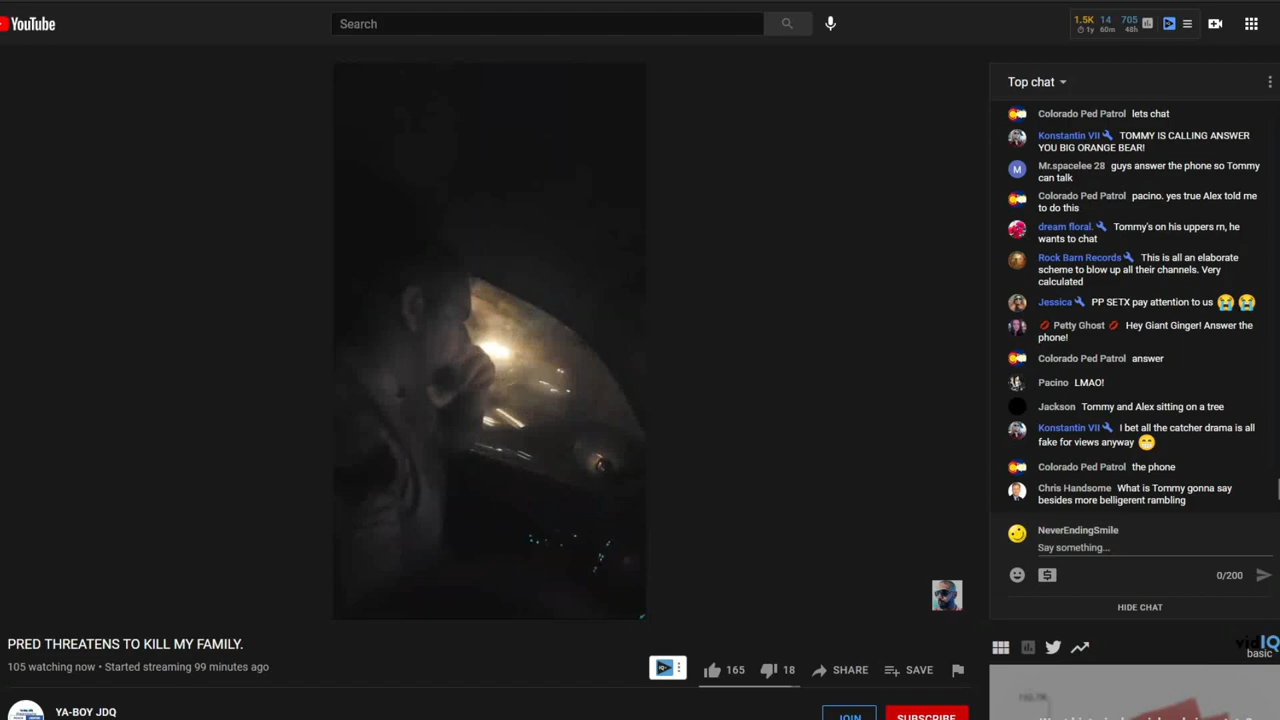 YouTube
Search
1.5K 14 705
1y 60m 48h
Top chat
Colorado Ped Patrol lets chat
Konstantin VII TOMMY IS CALLING ANSWER
YOU BIG ORANGE BEAR!
M Mr.spacelee 28 guys answer the phone so Tommy
can talk
Colorado Ped Patrol pacino. yes true Alex told me
to do this
dream floral. Tommy's on his uppers rn, he
wants to chat
Rock Barn Records This is all an elaborate
scheme to blow up all their channels. Very
calculated
Jessica PP SETX pay attention to us 😭 😭
💋 Petty Ghost 💋 Hey Giant Ginger! Answer the
phone!
Colorado Ped Patrol answer
Pacino LMAO!
Jackson Tommy and Alex sitting on a tree
Konstantin VII I bet all the catcher drama is all
fake for views anyway 😁
Colorado Ped Patrol the phone
Chris Handsome What is Tommy gonna say
besides more belligerent rambling
NeverEndingSmile
Say something...
0/200
HIDE CHAT
PRED THREATENS TO KILL MY FAMILY.
105 watching now • Started streaming 99 minutes ago
165 18 SHARE SAVE
vidIQ
basic
YA-BOY JDQ
JOIN SUBSCRIBE